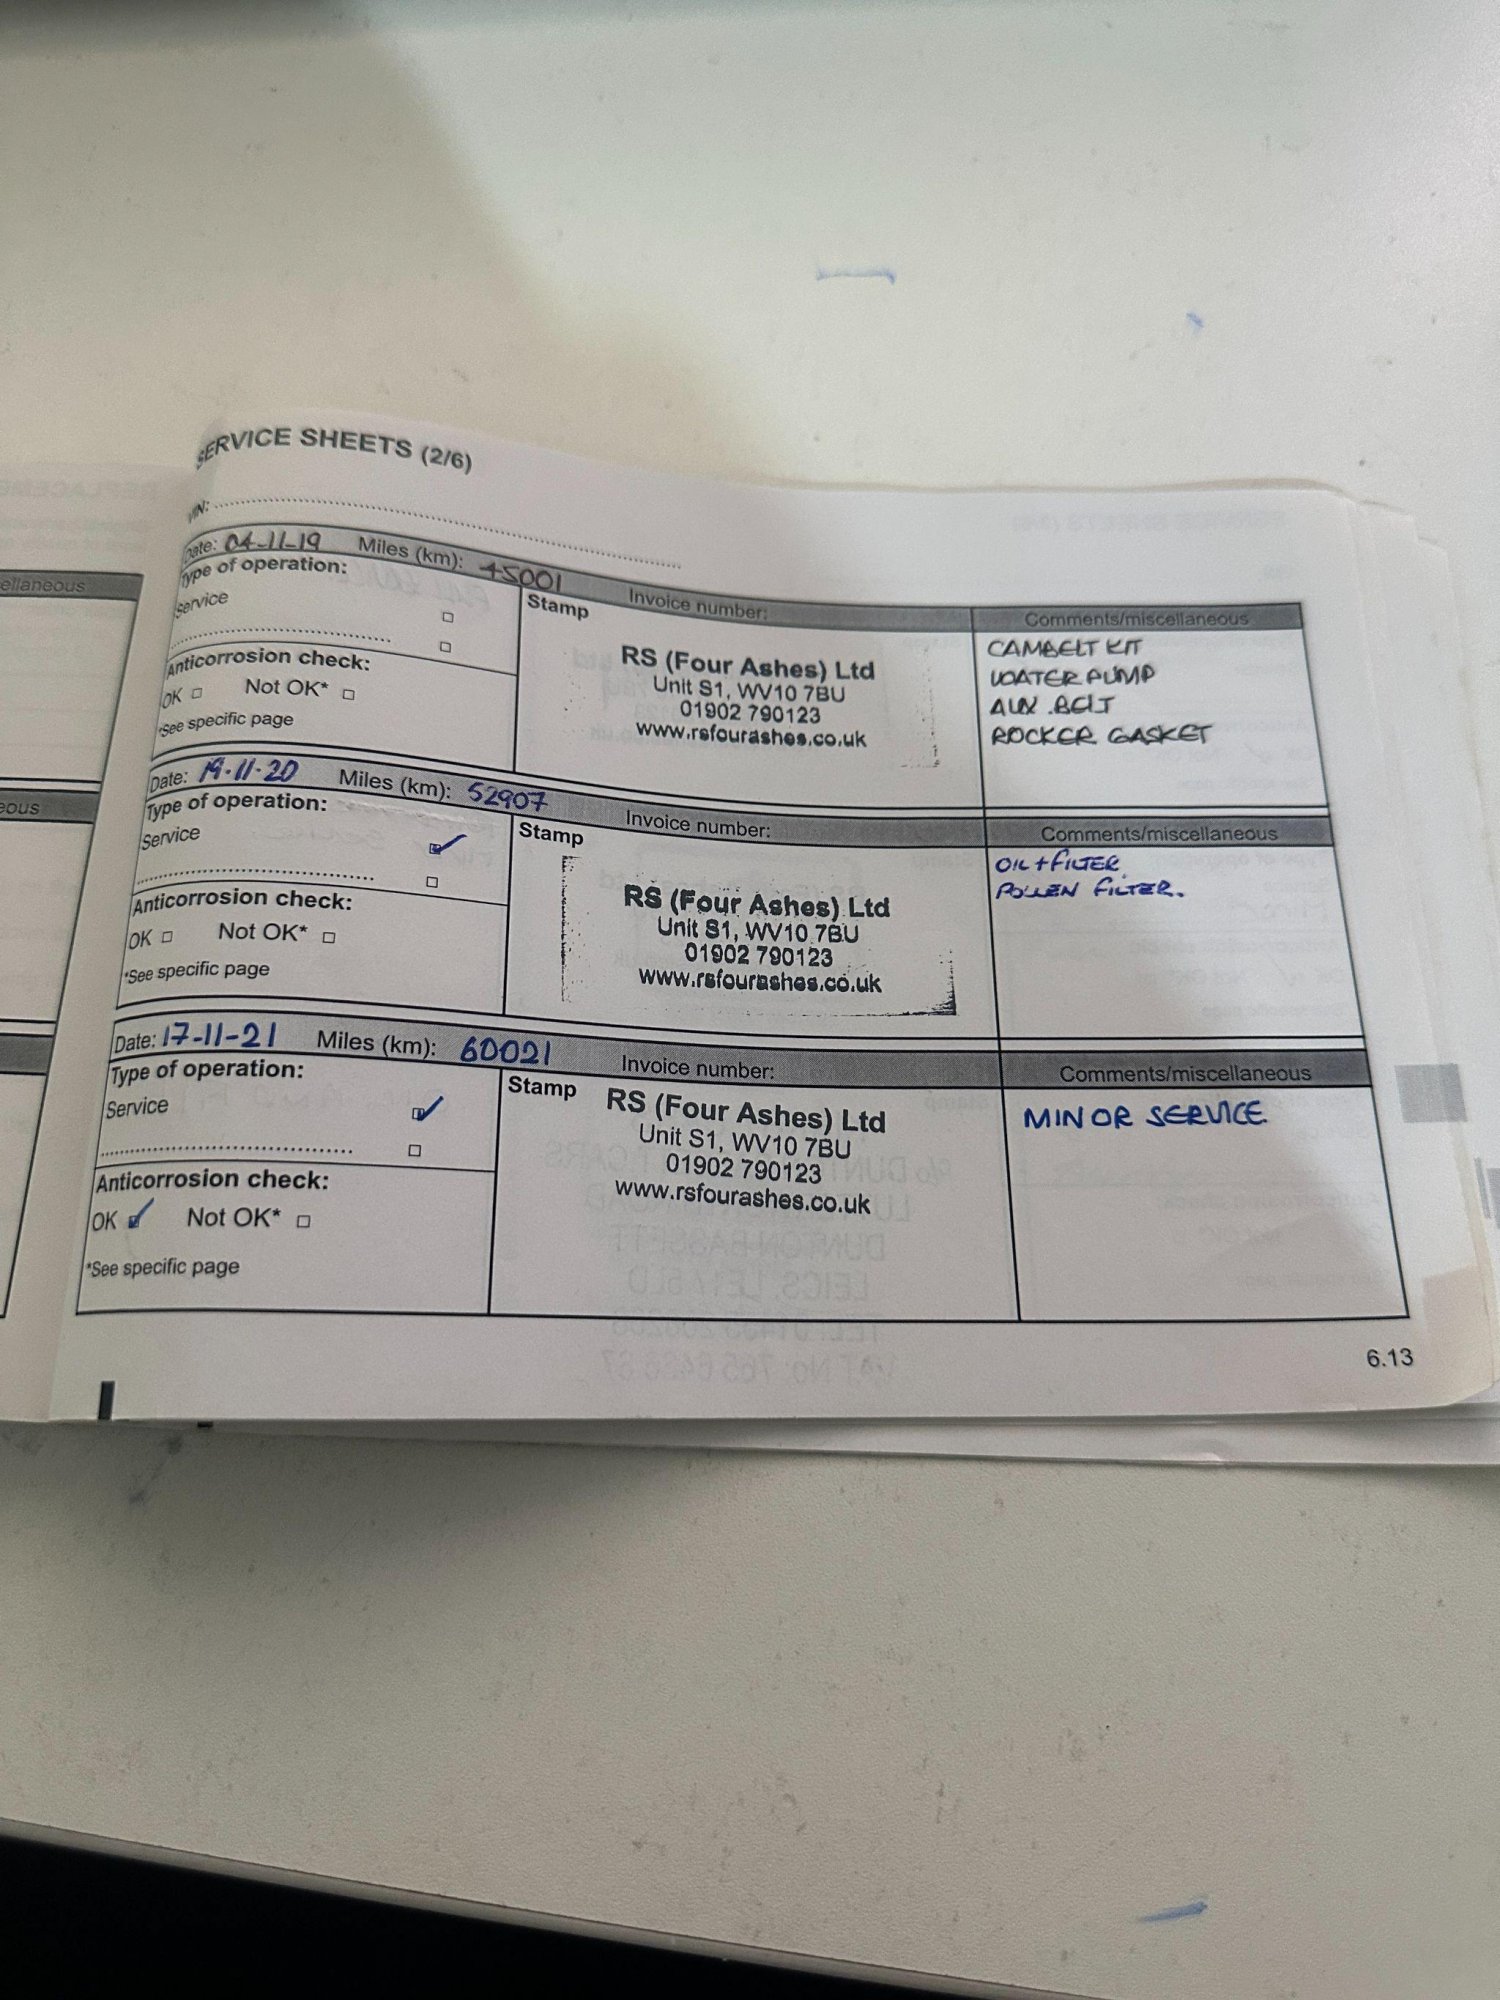 SERVICE SHEETS (2/6)
VIN: ....................
Date: 04-11-19 Miles (km): 45001 Invoice number:
Type of operation:
Service
Anticorrosion check:
OK Not OK*
*See specific page
Stamp
RS (Four Ashes) Ltd
Unit S1, WV10 7BU
01902 790123
www.rsfourashes.co.uk
Comments/miscellaneous
CAMBELT KIT
WATER PUMP
AUX. BELT
ROCKER GASKET
Date: 19-11-20 Miles (km): 52907 Invoice number:
Type of operation:
Service
Anticorrosion check:
OK Not OK*
*See specific page
Stamp
RS (Four Ashes) Ltd
Unit S1, WV10 7BU
01902 790123
www.rsfourashes.co.uk
Comments/miscellaneous
OIL + FILTER.
POLLEN FILTER.
Date: 17-11-21 Miles (km): 60021 Invoice number:
Type of operation:
Service
Anticorrosion check:
OK Not OK*
*See specific page
Stamp
RS (Four Ashes) Ltd
Unit S1, WV10 7BU
01902 790123
www.rsfourashes.co.uk
Comments/miscellaneous
MINOR SERVICE
6.13